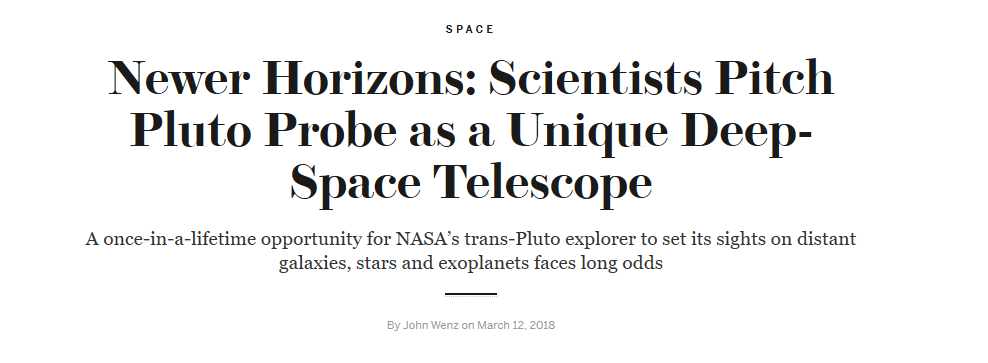 SPACE
Newer Horizons: Scientists Pitch
Pluto Probe as a Unique Deep-
Space Telescope
A once-in-a-lifetime opportunity for NASA’s trans-Pluto explorer to set its sights on distant
galaxies, stars and exoplanets faces long odds
By John Wenz on March 12, 2018